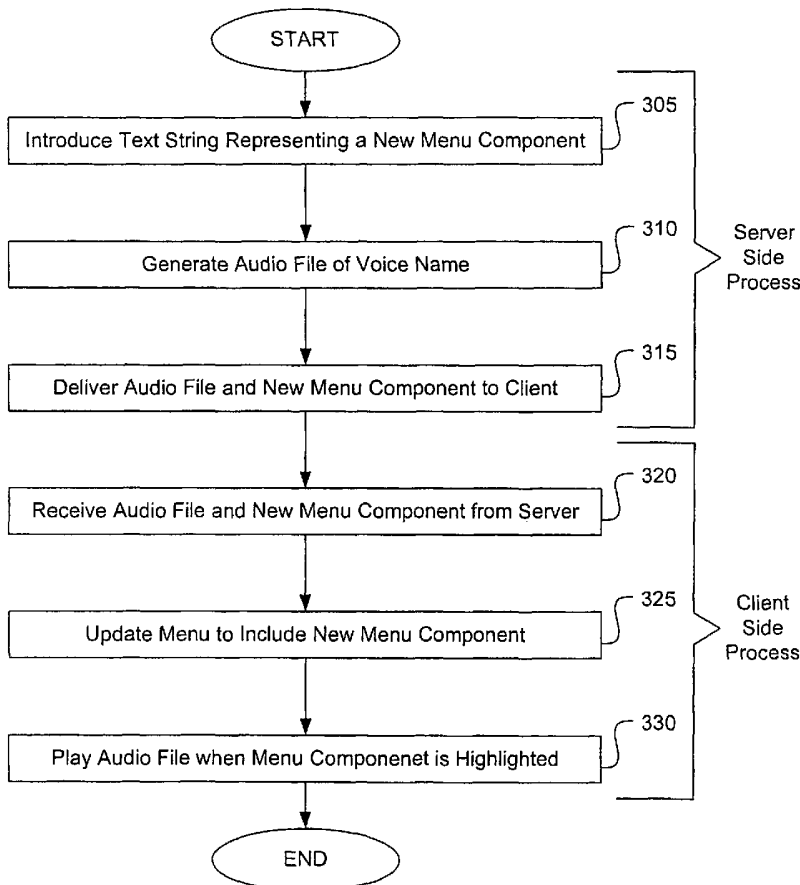 START
305
Introduce Text String Representing a New Menu Component
310
Generate Audio File of Voice Name
Server
Side
Process
315
Deliver Audio File and New Menu Component to Client
320
Receive Audio File and New Menu Component from Server
325
Update Menu to Include New Menu Component
Client
Side
Process
330
Play Audio File when Menu Componenet is Highlighted
END